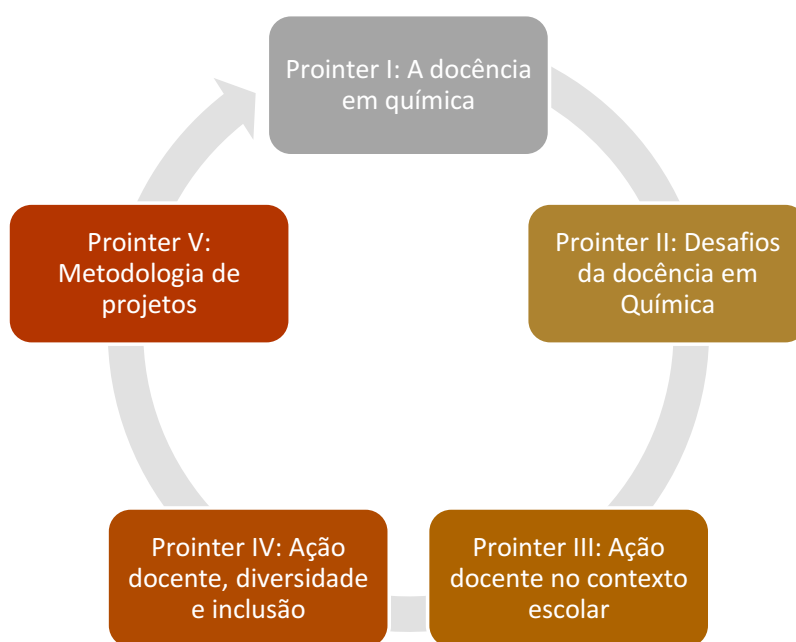 Prointer I: A docência
em química
Prointer II: Desafios
da docência em
Química
Prointer III: Ação
docente no contexto
escolar
Prointer IV: Ação
docente, diversidade
e inclusão
Prointer V:
Metodologia de
projetos